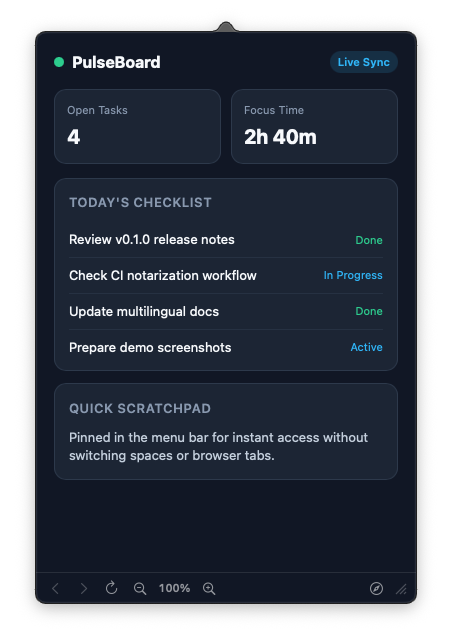 PulseBoard
Live Sync
Open Tasks
4
Focus Time
2h 40m
TODAY'S CHECKLIST
Review v0.1.0 release notes
Done
Check CI notarization workflow
In Progress
Update multilingual docs
Done
Prepare demo screenshots
Active
QUICK SCRATCHPAD
Pinned in the menu bar for instant access without
switching spaces or browser tabs.
100%